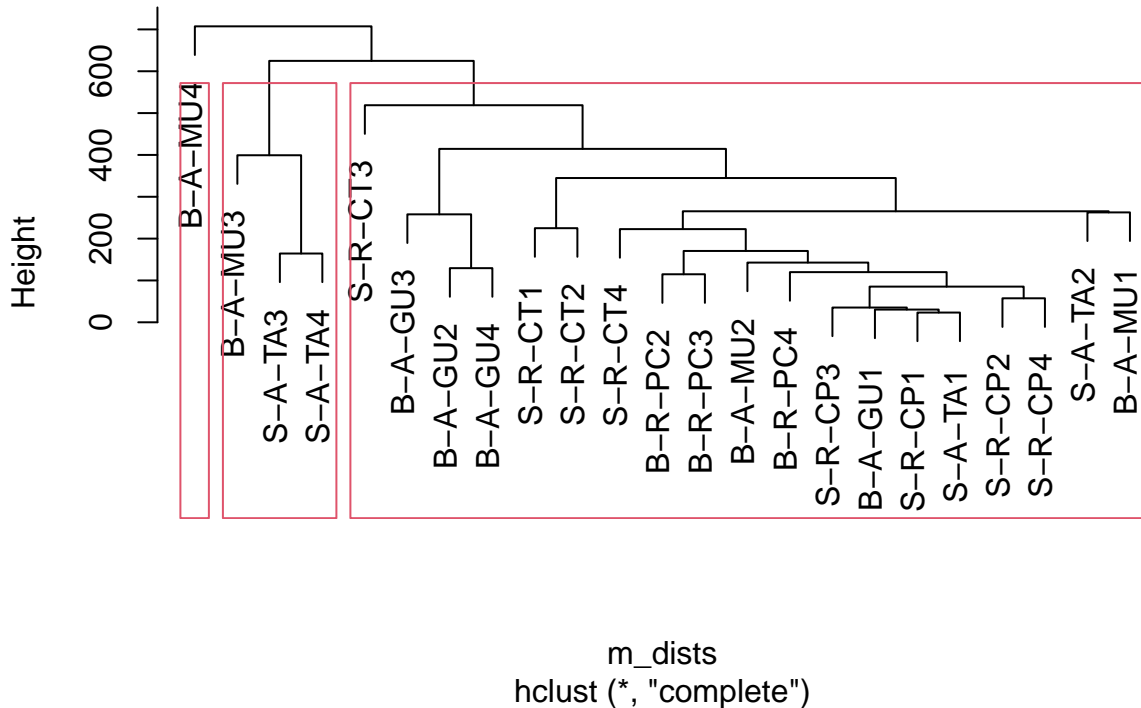 Height
0
200
400
600
B−A−MU4
B−A−MU3
S−A−TA3
S−A−TA4
S−R−CT3
B−A−GU3
B−A−GU2
B−A−GU4
S−R−CT1
S−R−CT2
S−R−CT4
B−R−PC2
B−R−PC3
B−A−MU2
B−R−PC4
S−R−CP3
B−A−GU1
S−R−CP1
S−A−TA1
S−R−CP2
S−R−CP4
S−A−TA2
B−A−MU1
m_dists
hclust (*, "complete")